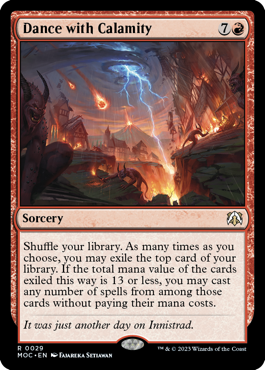 Dance with Calamity 7
Sorcery
Shuffle your library. As many times as
you choose, you may exile the top card of your
library. If the total mana value of the cards
exiled this way is 13 or less, you may cast
any number of spells from among those
cards without paying their mana costs.
It was just another day on Innistrad.
R 0029
MOC • EN Fajareka Setiawan
™ & © 2023 Wizards of the Coast